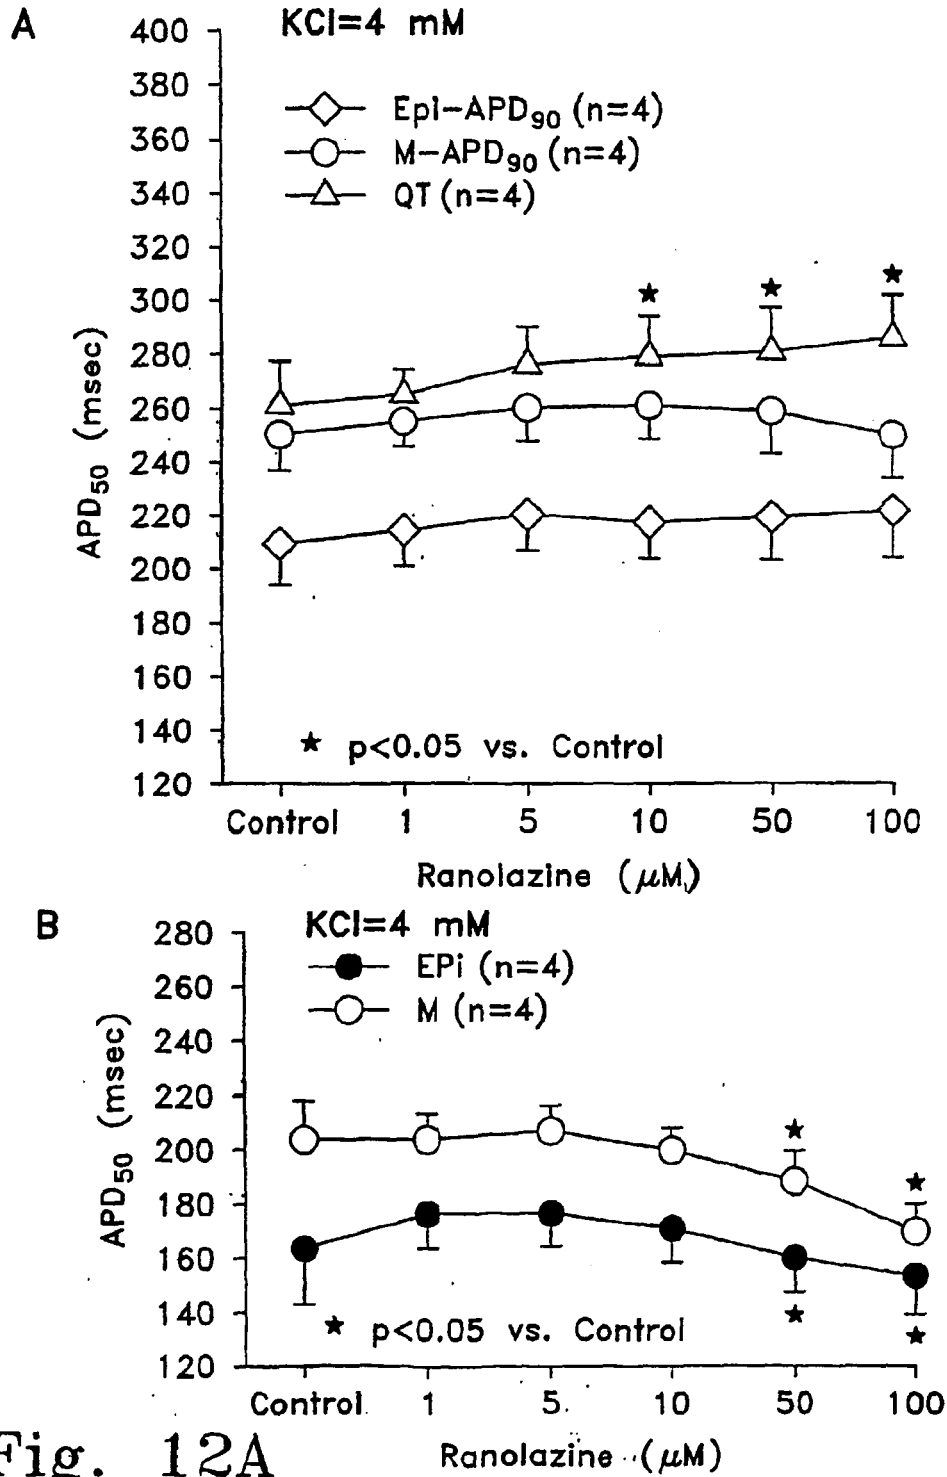 A
KCl=4 mM
400
380
360
340
320
300
280
260
240
220
200
180
160
140
120
Epi-APD90 (n=4)
M-APD90 (n=4)
QT (n=4)
APD50 (msec)
★ ★ ★
★ p<0.05 vs. Control
Control 1 5 10 50 100
Ranolazine (μM)
B
KCl=4 mM
280
260
240
220
200
180
160
140
120
EPi (n=4)
M (n=4)
APD50 (msec)
★ ★
★ ★
★ p<0.05 vs. Control
Control 1 5 10 50 100
Ranolazine (μM)
Fig. 12A